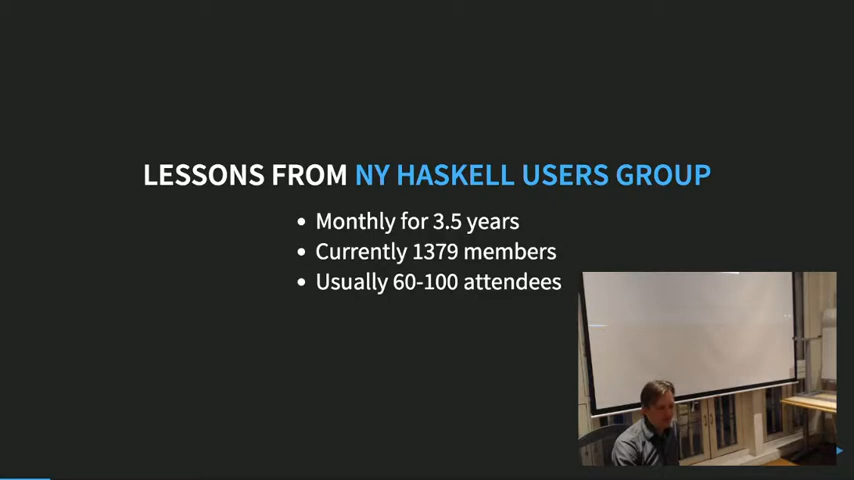 LESSONS FROM NY HASKELL USERS GROUP
• Monthly for 3.5 years
• Currently 1379 members
• Usually 60-100 attendees